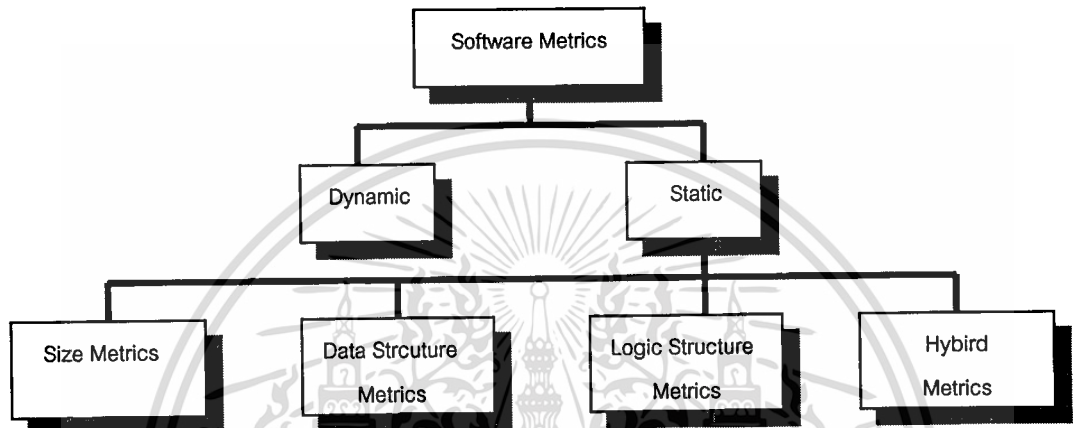 Software Metrics
Dynamic
Static
Size Metrics
Data Strcuture
Metrics
Logic Structure
Metrics
Hybird
Metrics